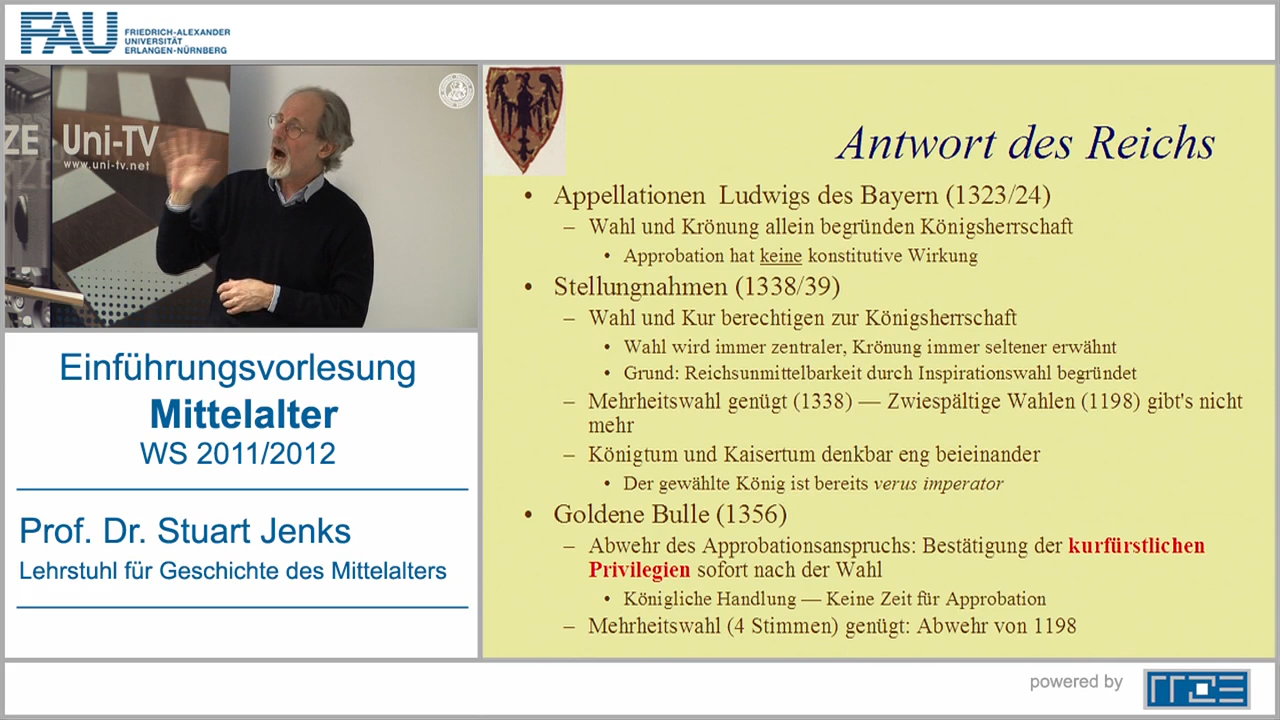 FAU FRIEDRICH-ALEXANDER
UNIVERSITÄT
ERLANGEN-NÜRNBERG
ZE Uni-TV
www.uni-tv.net
Einführungsvorlesung
Mittelalter
WS 2011/2012
Prof. Dr. Stuart Jenks
Lehrstuhl für Geschichte des Mittelalters
Antwort des Reichs
• Appellationen Ludwigs des Bayern (1323/24)
– Wahl und Krönung allein begründen Königsherrschaft
• Approbation hat keine konstitutive Wirkung
• Stellungnahmen (1338/39)
– Wahl und Kur berechtigen zur Königsherrschaft
• Wahl wird immer zentraler, Krönung immer seltener erwähnt
• Grund: Reichsunmittelbarkeit durch Inspirationswahl begründet
– Mehrheitswahl genügt (1338) — Zwiespältige Wahlen (1198) gibt's nicht
mehr
– Königtum und Kaisertum denkbar eng beieinander
• Der gewählte König ist bereits verus imperator
• Goldene Bulle (1356)
– Abwehr des Approbationsanspruchs: Bestätigung der kurfürstlichen
Privilegien sofort nach der Wahl
• Königliche Handlung — Keine Zeit für Approbation
– Mehrheitswahl (4 Stimmen) genügt: Abwehr von 1198
powered by